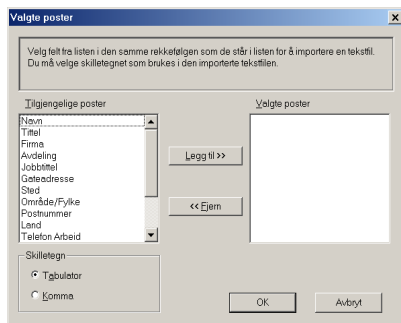 Valgte poster
Velg felt fra listen i den samme rekkefølgen som de står i listen for å importere en tekstfil.
Du må velge skilletegnet som brukes i den importerte tekstfilen.
Tilgjengelige poster
Valgte poster
Navn
Tittel
Firma
Avdeling
Jobbtittel
Gateadresse
Sted
Område/Fylke
Postnummer
Land
Telefon Arbeid
Legg til >>
<< Fjern
Skilletegn
Tabulator
Komma
OK
Avbryt